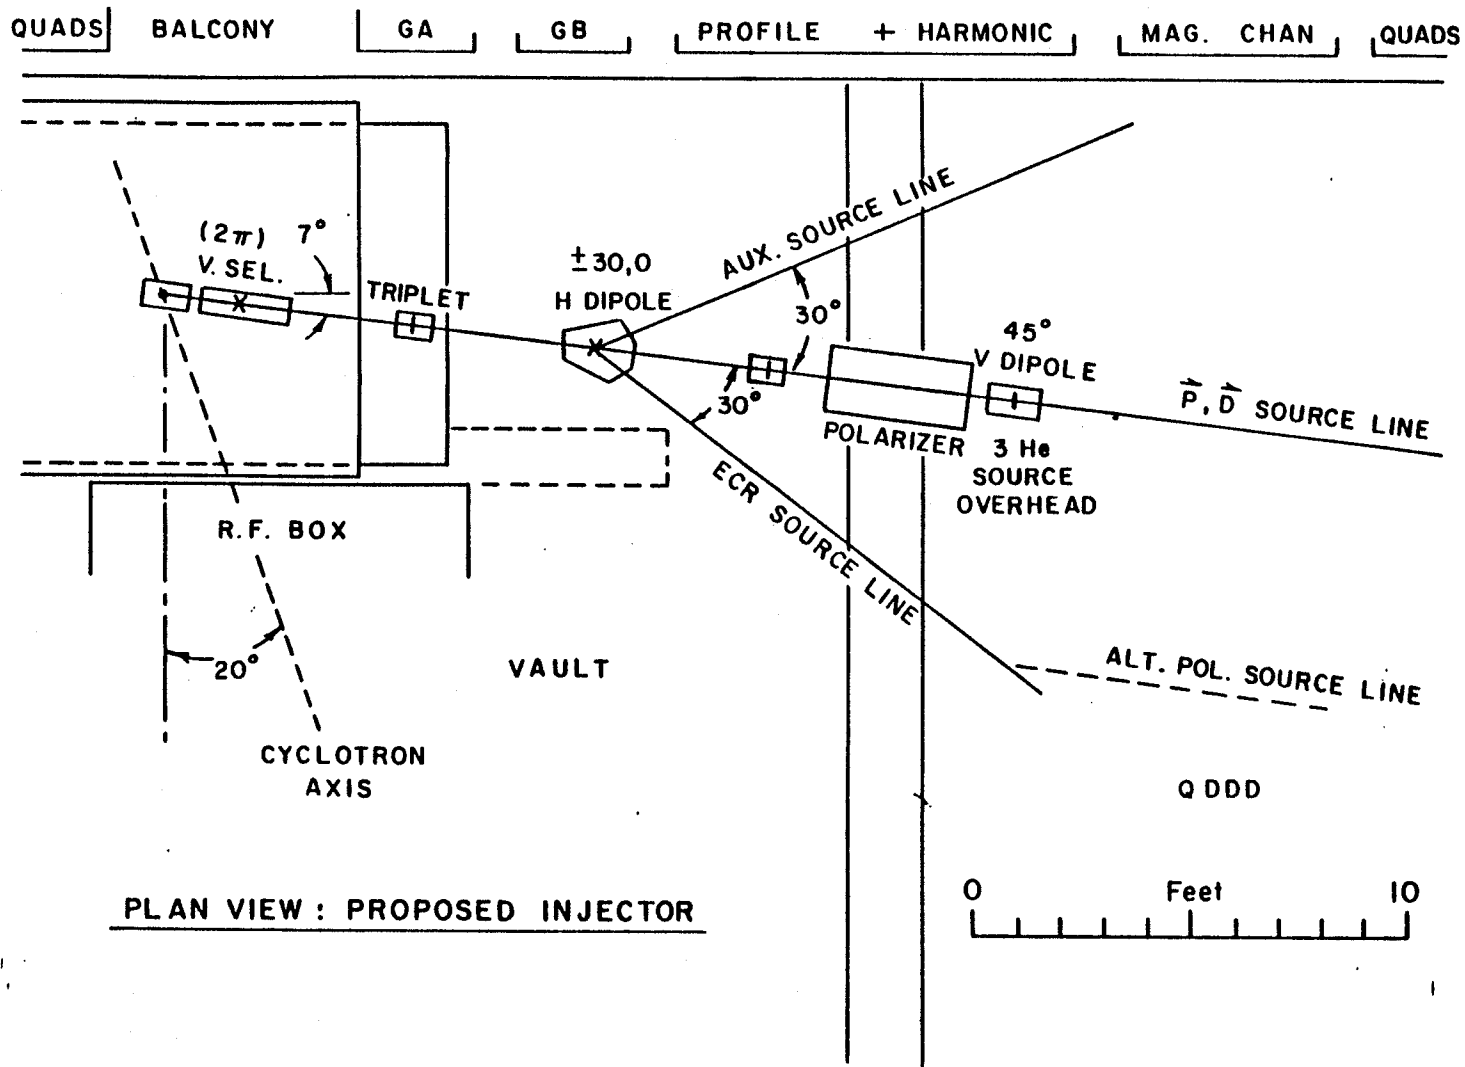 QUADS BALCONY GA GB PROFILE + HARMONIC MAG. CHAN QUADS
(2π) 7°
V. SEL.
TRIPLET
±30,0
H DIPOLE
AUX. SOURCE LINE
30°
45°
V DIPOLE
P, D SOURCE LINE
30°
POLARIZER
3 He
SOURCE
OVERHEAD
ECR SOURCE LINE
R.F. BOX
20°
VAULT
ALT. POL. SOURCE LINE
CYCLOTRON
AXIS
Q DDD
PLAN VIEW : PROPOSED INJECTOR
0 Feet 10